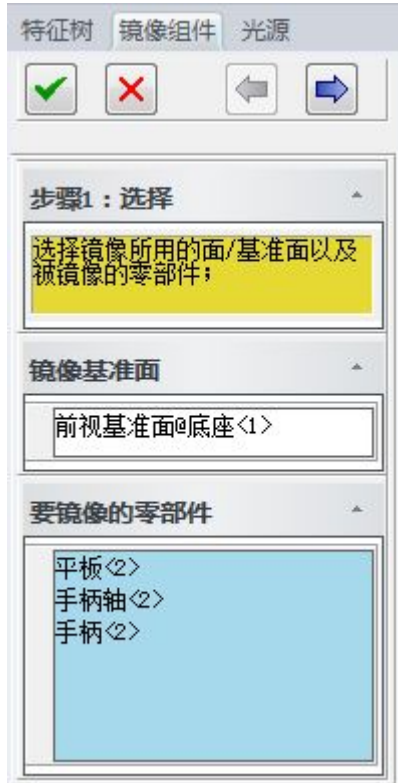 特征树 镜像组件 光源
步骤1：选择
选择镜像所用的面/基准面以及
被镜像的零部件；
镜像基准面
前视基准面@底座<1>
要镜像的零部件
平板<2>
手柄轴<2>
手柄<2>